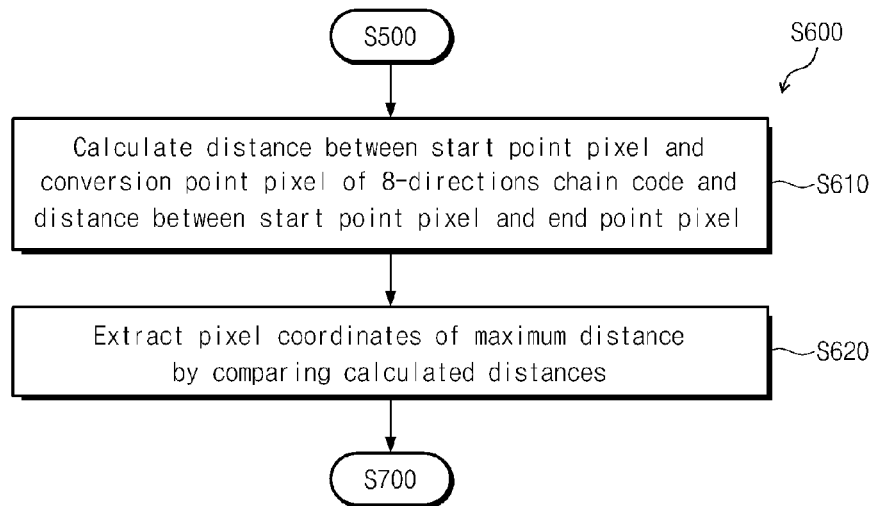 S500
S600
Calculate distance between start point pixel and
conversion point pixel of 8-directions chain code and
distance between start point pixel and end point pixel
S610
Extract pixel coordinates of maximum distance
by comparing calculated distances
S620
S700